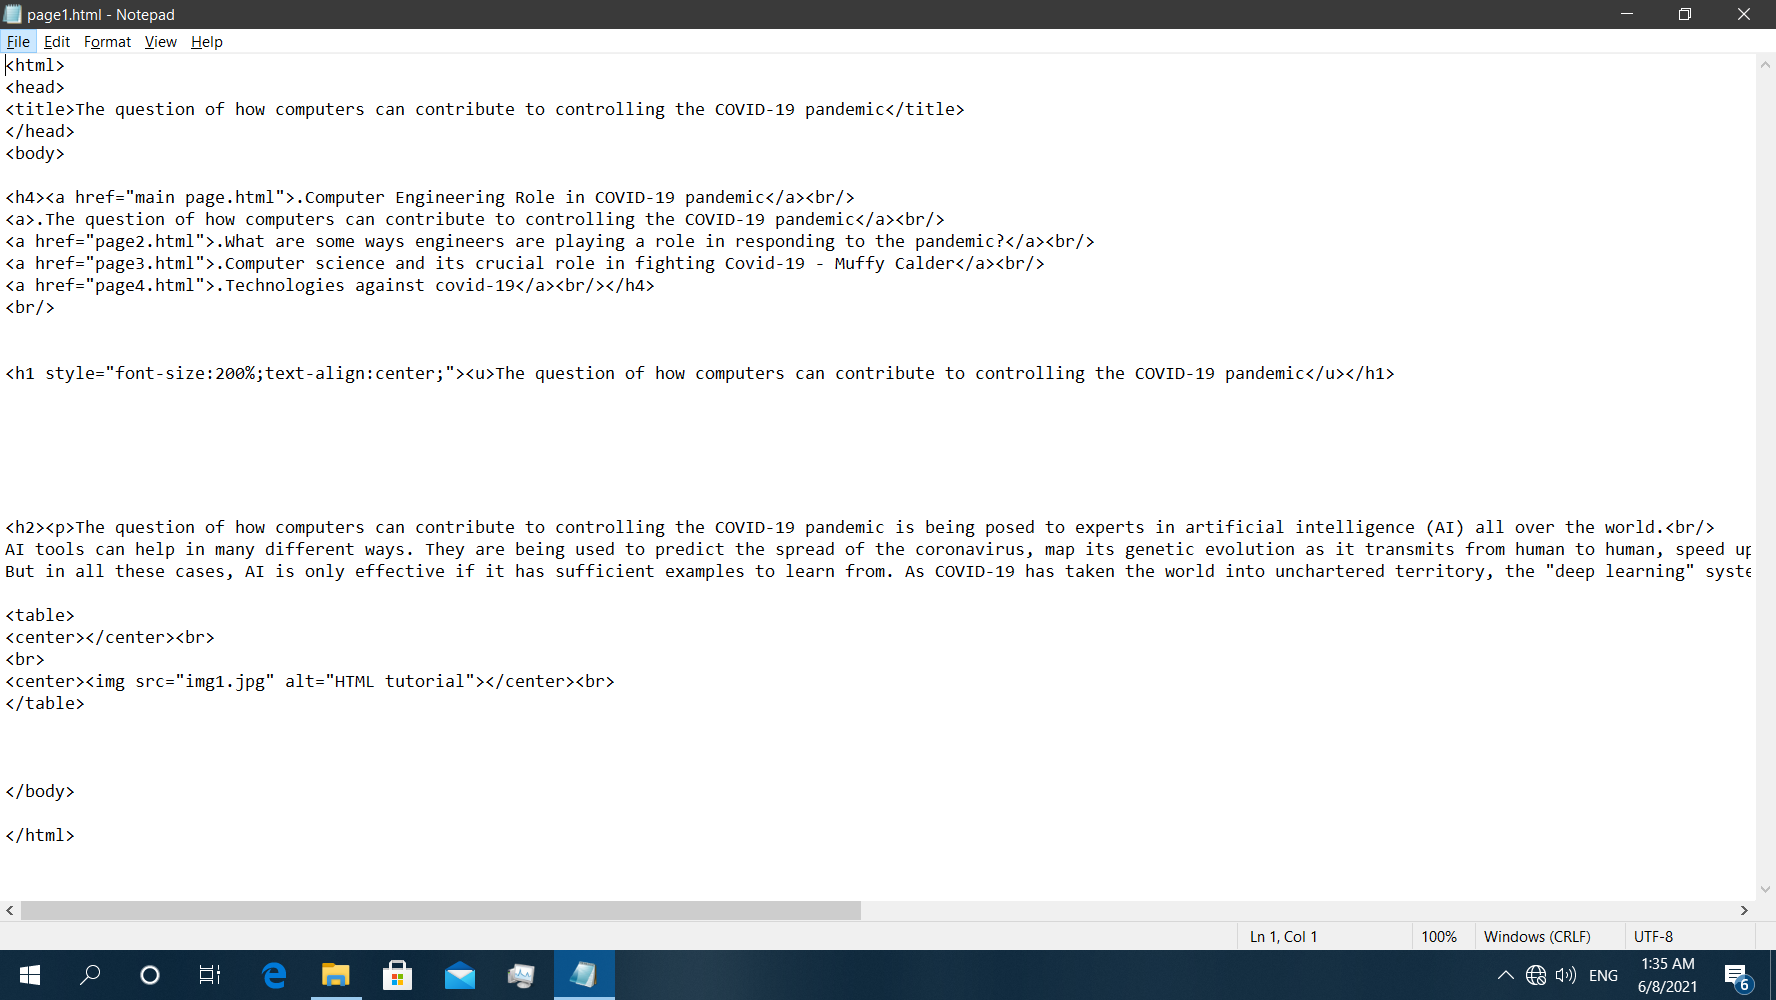 page1.html - Notepad
File Edit Format View Help
<html>
<head>
<title>The question of how computers can contribute to controlling the COVID-19 pandemic</title>
</head>
<body>
<h4><a href="main page.html">.Computer Engineering Role in COVID-19 pandemic</a><br/>
<a>.The question of how computers can contribute to controlling the COVID-19 pandemic</a><br/>
<a href="page2.html">.What are some ways engineers are playing a role in responding to the pandemic?</a><br/>
<a href="page3.html">.Computer science and its crucial role in fighting Covid-19 - Muffy Calder</a><br/>
<a href="page4.html">.Technologies against covid-19</a><br/></h4>
<br/>
<h1 style="font-size:200%;text-align:center;"><u>The question of how computers can contribute to controlling the COVID-19 pandemic</u></h1>
<h2><p>The question of how computers can contribute to controlling the COVID-19 pandemic is being posed to experts in artificial intelligence (AI) all over the world.<br/>
AI tools can help in many different ways. They are being used to predict the spread of the coronavirus, map its genetic evolution as it transmits from human to human, speed up
But in all these cases, AI is only effective if it has sufficient examples to learn from. As COVID-19 has taken the world into unchartered territory, the "deep learning" syste
<table>
<center></center><br>
<br>
<center><img src="img1.jpg" alt="HTML tutorial"></center><br>
</table>
</body>
</html>
Ln 1, Col 1 100% Windows (CRLF) UTF-8
ENG 1:35 AM 6
6/8/2021